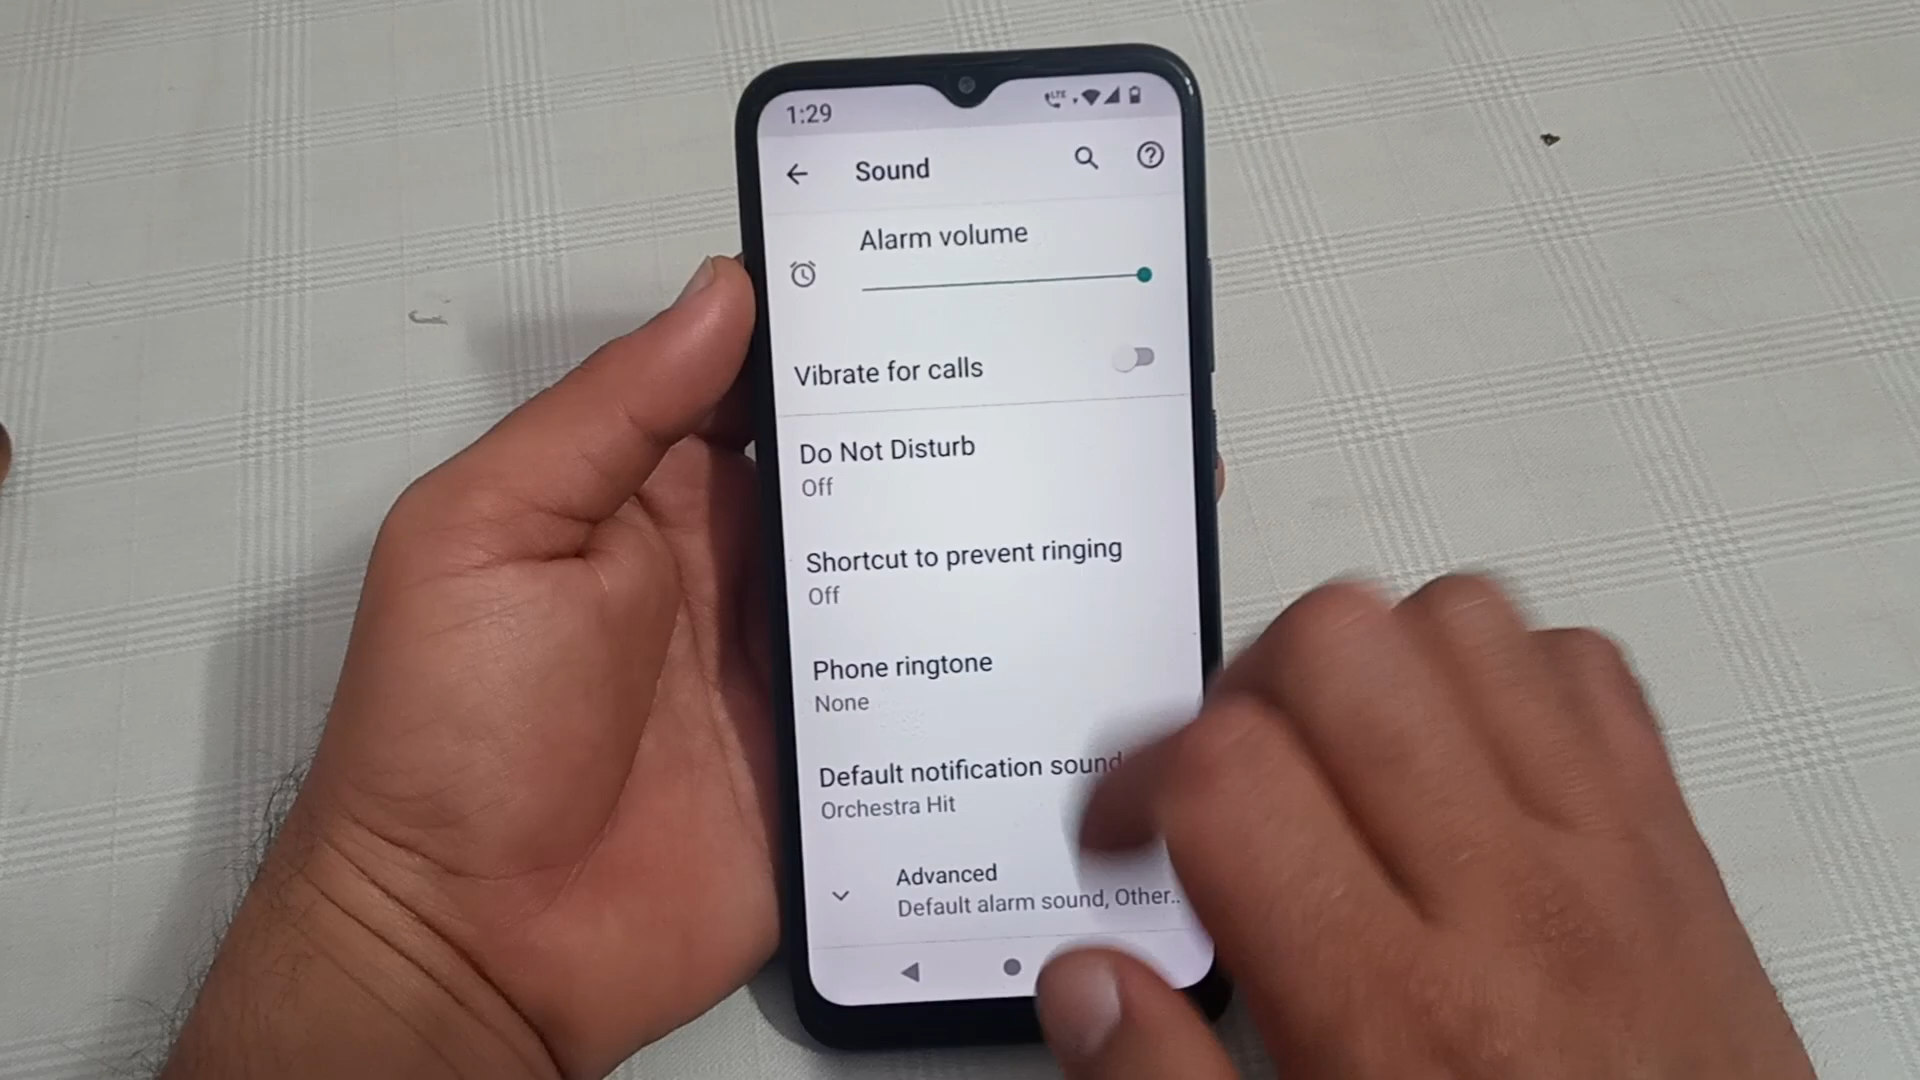 1:29
LTE
Sound
Alarm volume
Vibrate for calls
Do Not Disturb
Off
Shortcut to prevent ringing
Off
Phone ringtone
None
Default notification sound
Orchestra Hit
Advanced
Default alarm sound, Other..